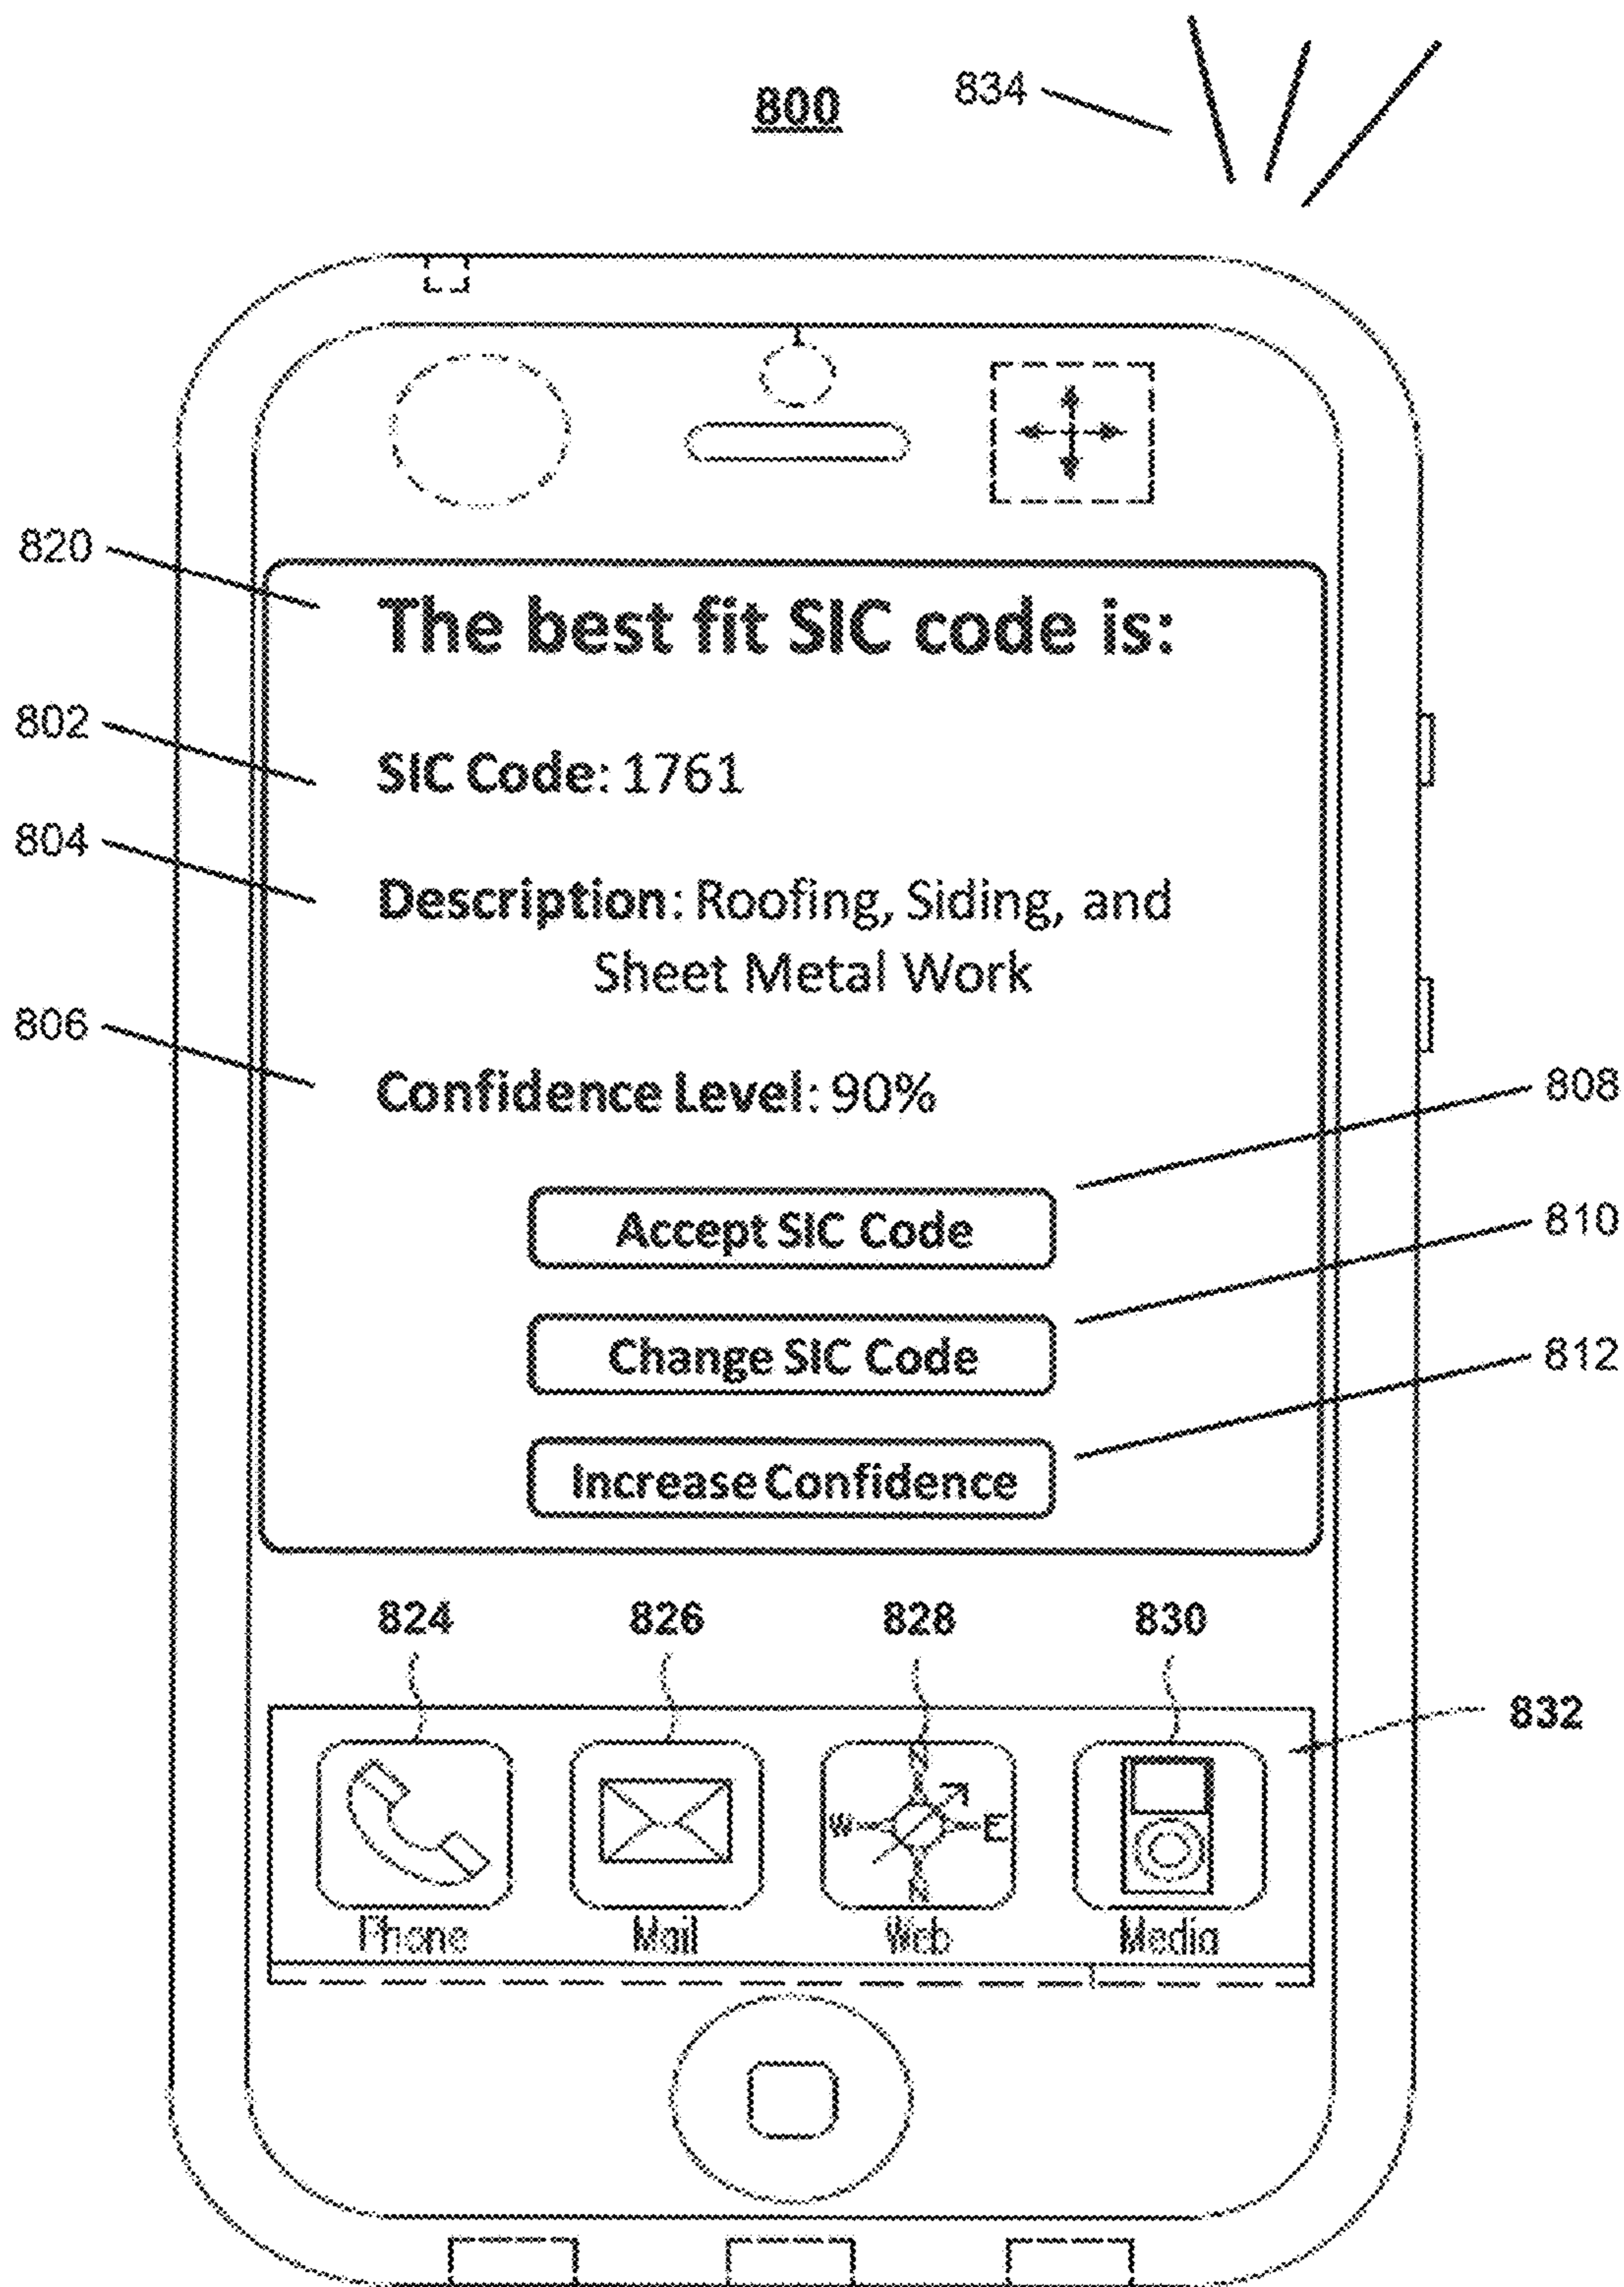 800
834
820
The best fit SIC code is:
802
SIC Code: 1761
804
Description: Roofing, Siding, and
Sheet Metal Work
806
Confidence Level: 90%
808
Accept SIC Code
810
Change SIC Code
812
Increase Confidence
824 826 828 830
832
N
W E
Phone Mail Web Media